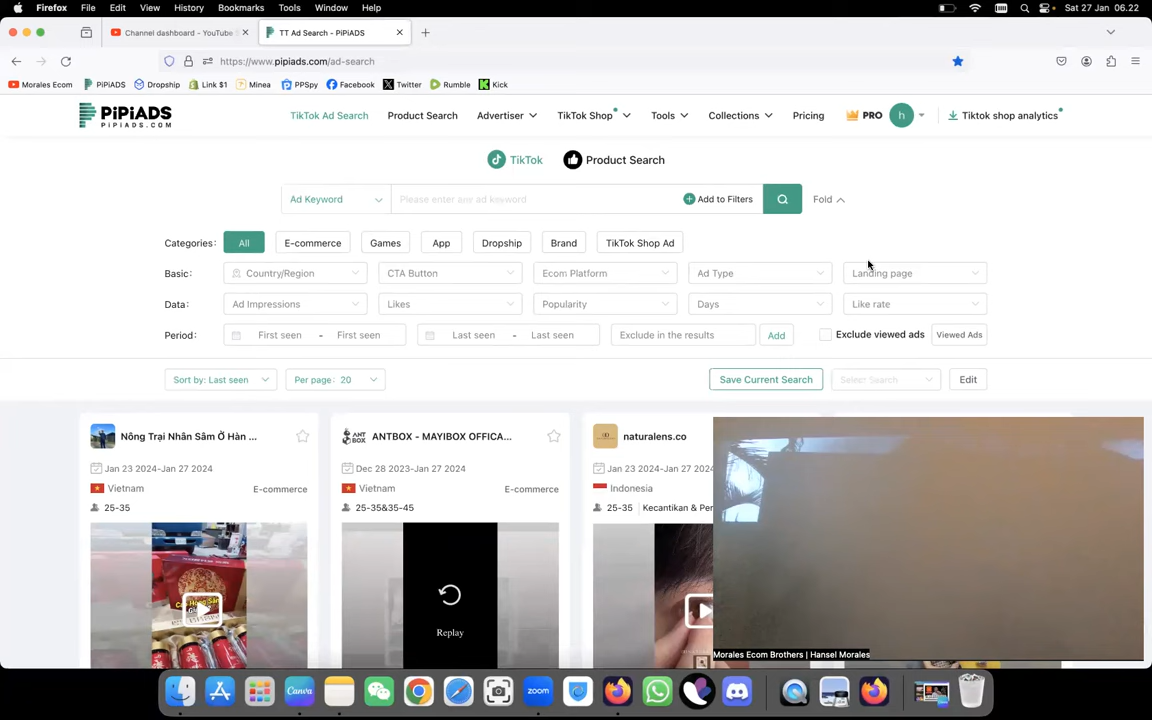 Firefox File Edit View History Bookmarks Tools Window Help Sat 27 Jan 06.22
Channel dashboard - YouTube TT Ad Search - PiPiADS
https://www.pipiads.com/ad-search
Morales Ecom PiPiADS Dropship Link $1 Minea PPSpy Facebook Twitter Rumble Kick
PiPiADS
PIPIADS.COM
TikTok Ad Search Product Search Advertiser TikTok Shop Tools Collections Pricing PRO h Tiktok shop analytics
TikTok Product Search
Ad Keyword Please enter any ad keyword Add to Filters Fold
Categories: All E-commerce Games App Dropship Brand TikTok Shop Ad
Basic: Country/Region CTA Button Ecom Platform Ad Type Landing page
Data: Ad Impressions Likes Popularity Days Like rate
Period: First seen - First seen Last seen - Last seen Exclude in the results Add Exclude viewed ads Viewed Ads
Sort by: Last seen Per page: 20 Save Current Search Select Search Edit
Nông Trại Nhân Sâm Ở Hàn ... ANT BOX ANTBOX - MAYIBOX OFFICA... naturalens.co
Jan 23 2024-Jan 27 2024 Dec 28 2023-Jan 27 2024 Jan 23 2024-Jan 27 2024
Vietnam E-commerce Vietnam E-commerce Indonesia
25-35 25-35&35-45 25-35 Kecantikan & Per
Replay
Morales Ecom Brothers | Hansel Morales
Canva zoom